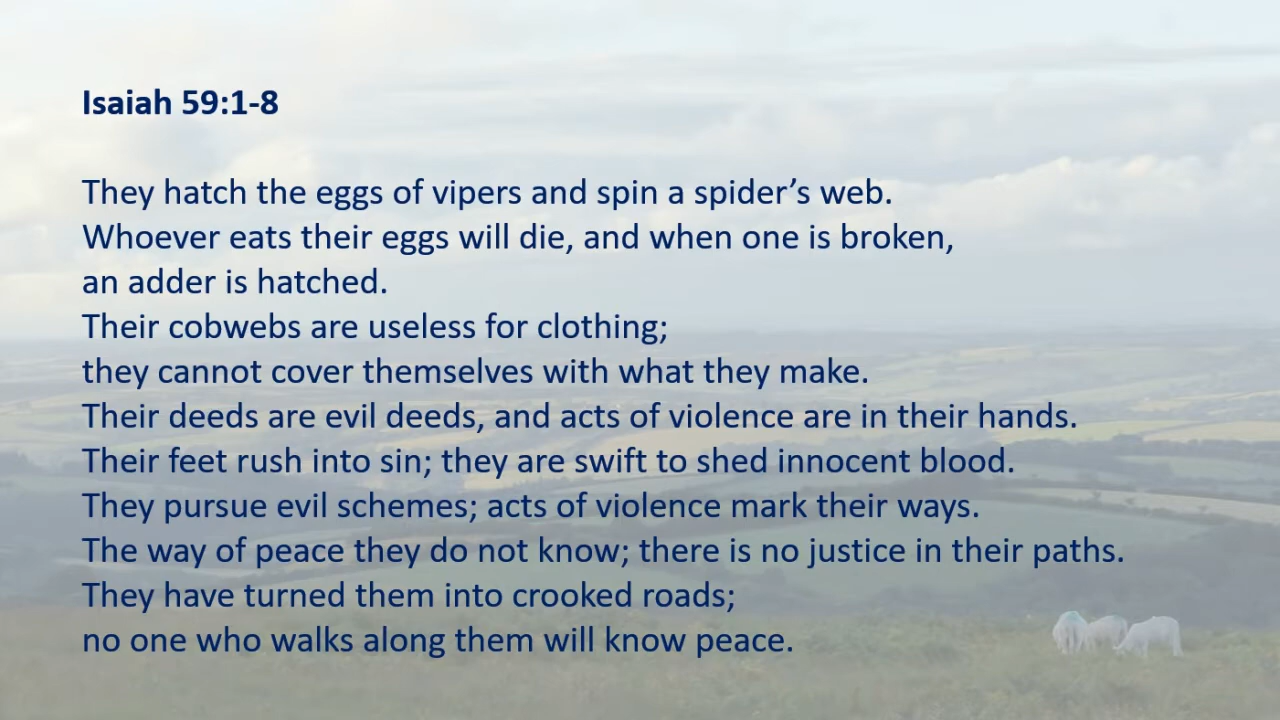 Isaiah 59:1-8
They hatch the eggs of vipers and spin a spider’s web.
Whoever eats their eggs will die, and when one is broken,
an adder is hatched.
Their cobwebs are useless for clothing;
they cannot cover themselves with what they make.
Their deeds are evil deeds, and acts of violence are in their hands.
Their feet rush into sin; they are swift to shed innocent blood.
They pursue evil schemes; acts of violence mark their ways.
The way of peace they do not know; there is no justice in their paths.
They have turned them into crooked roads;
no one who walks along them will know peace.